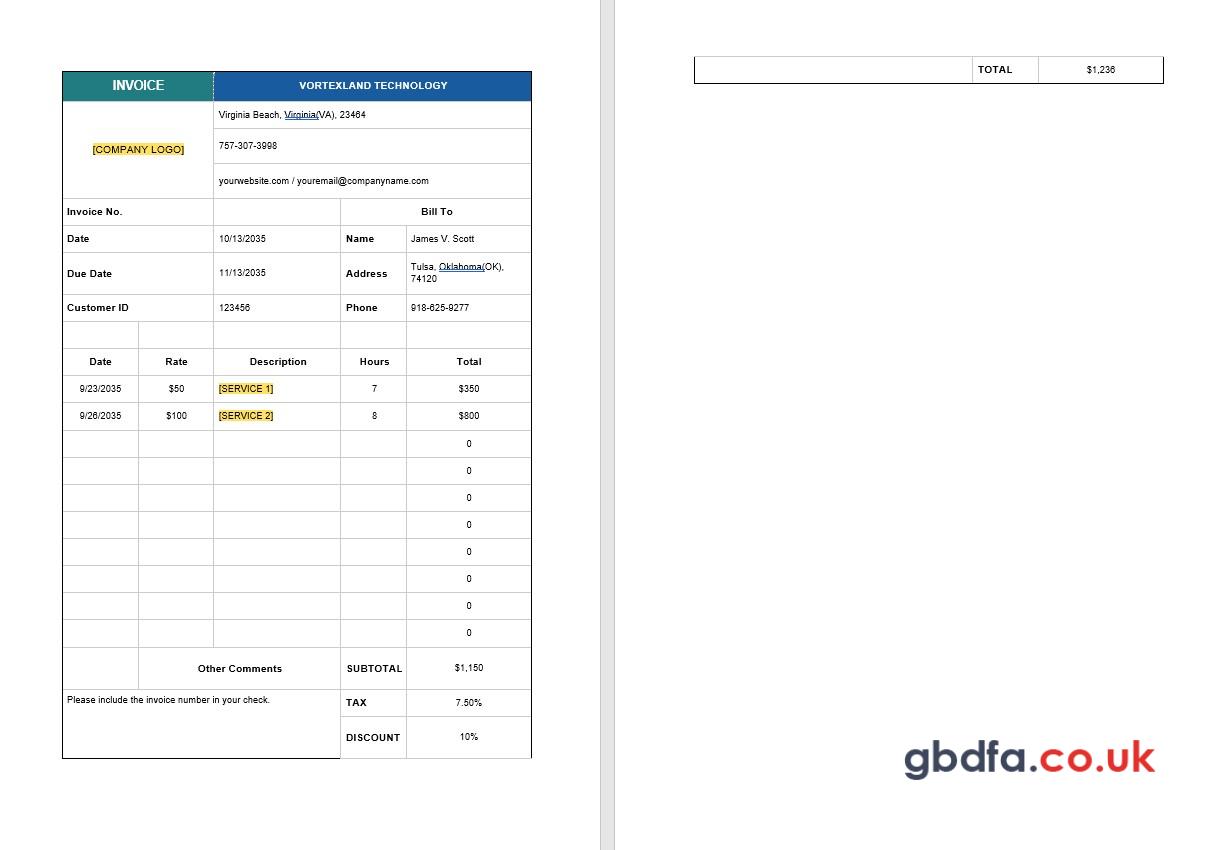 INVOICE VORTEXLAND TECHNOLOGY
[COMPANY LOGO]
Virginia Beach, Virginia(VA), 23464
757-307-3998
yourwebsite.com / youremail@companyname.com
Invoice No. Bill To
Date 10/13/2035 Name James V. Scott
Due Date 11/13/2035 Address Tulsa, Oklahoma(OK),
74120
Customer ID 123456 Phone 918-625-9277
Date Rate Description Hours Total
9/23/2035 $50 [SERVICE 1] 7 $350
9/26/2035 $100 [SERVICE 2] 8 $800
0
0
0
0
0
0
0
0
Other Comments SUBTOTAL $1,150
Please include the invoice number in your check. TAX 7.50%
DISCOUNT 10%
TOTAL $1,236
gbdfa.co.uk